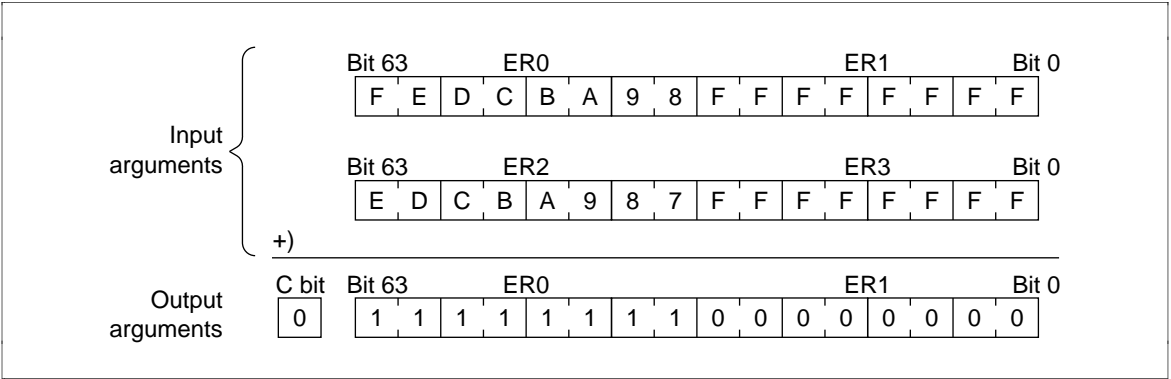 Bit 63 ER0 ER1 Bit 0
F E D C B A 9 8 F F F F F F F F
Input
arguments
Bit 63 ER2 ER3 Bit 0
E D C B A 9 8 7 F F F F F F F F
+)
C bit Bit 63 ER0 ER1 Bit 0
Output
arguments
0 1 1 1 1 1 1 1 1 0 0 0 0 0 0 0 0